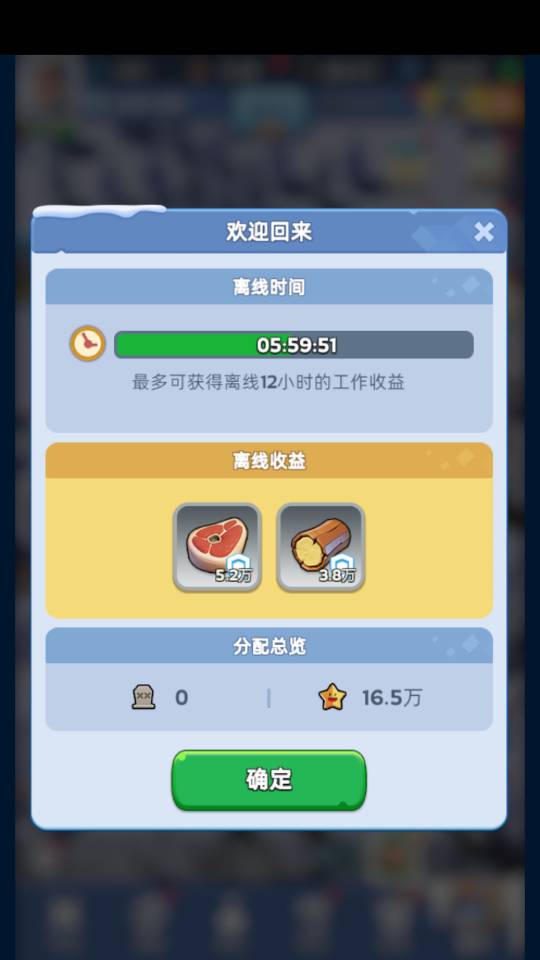 欢迎回来
离线时间
05:59:51
最多可获得离线12小时的工作收益
离线收益
5.2万
3.8万
分配总览
0
16.5万
确定